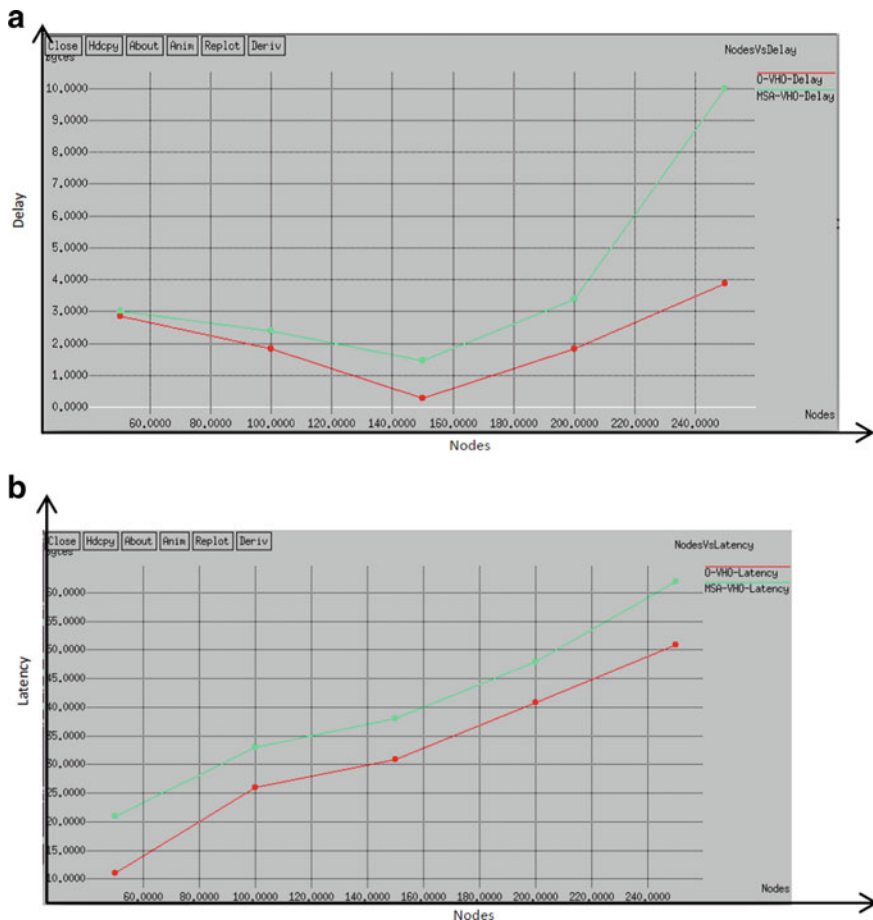 a
Close Hdcpy About Anim Replot Deriv
bytes
NodesVsDelay
O-VHO-Delay
MSA-VHO-Delay
10.0000
9.0000
8.0000
7.0000
6.0000
5.0000
4.0000
3.0000
2.0000
1.0000
0.0000
Delay
Nodes
60.0000 80.0000 100.0000 120.0000 140.0000 160.0000 180.0000 200.0000 220.0000 240.0000
Nodes
b
Close Hdcpy About Anim Replot Deriv
bytes
NodesVsLatency
O-VHO-Latency
MSA-VHO-Latency
60.0000
55.0000
50.0000
45.0000
40.0000
35.0000
30.0000
25.0000
20.0000
15.0000
10.0000
Latency
Nodes
60.0000 80.0000 100.0000 120.0000 140.0000 160.0000 180.0000 200.0000 220.0000 240.0000
Nodes